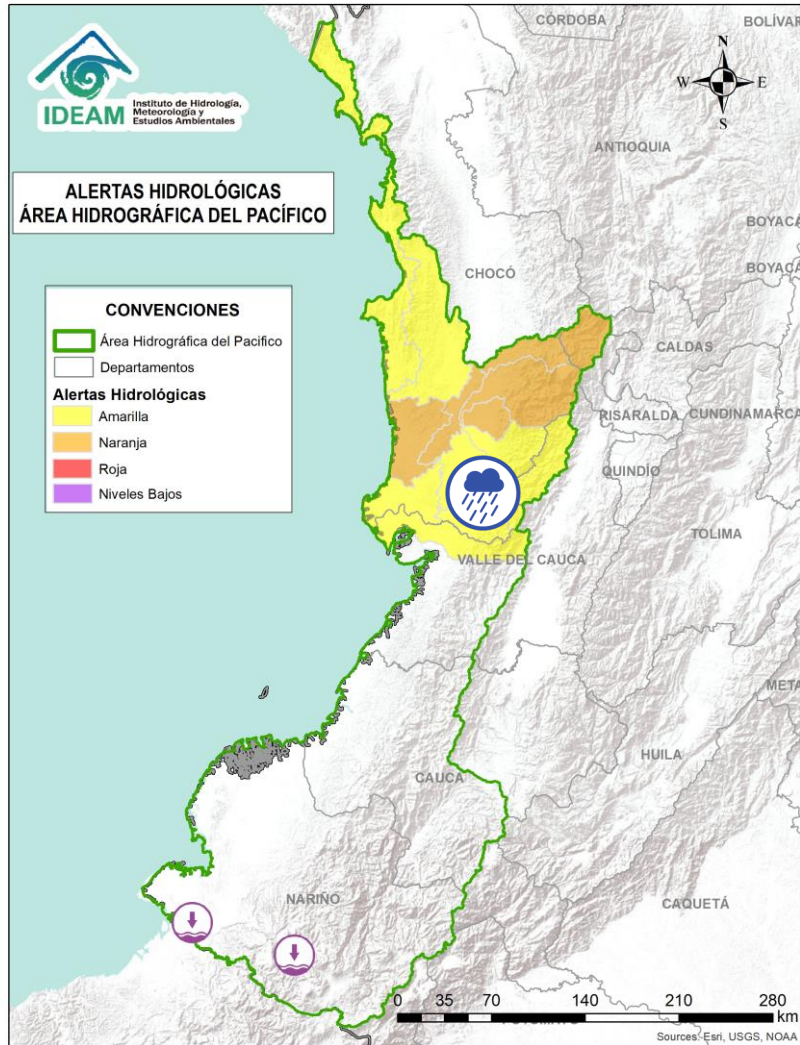 IDEAM
Instituto de Hidrología,
Meteorología y
Estudios Ambientales
ALERTAS HIDROLÓGICAS
ÁREA HIDROGRÁFICA DEL PACÍFICO
CONVENCIONES
Área Hidrográfica del Pacifico
Departamentos
Alertas Hidrológicas
Amarilla
Naranja
Roja
Niveles Bajos
N
W E
S
CÓRDOBA
BOLÍVAR
ANTIOQUIA
BOYACÁ
BOYACÁ
CHOCÓ
CALDAS
RISARALDA
CUNDINAMARCA
QUINDÍO
TOLIMA
VALLE DEL CAUCA
META
HUILA
CAUCA
NARIÑO
CAQUETÁ
0 35 70 140 210 280
km
Sources: Esri, USGS, NOAA